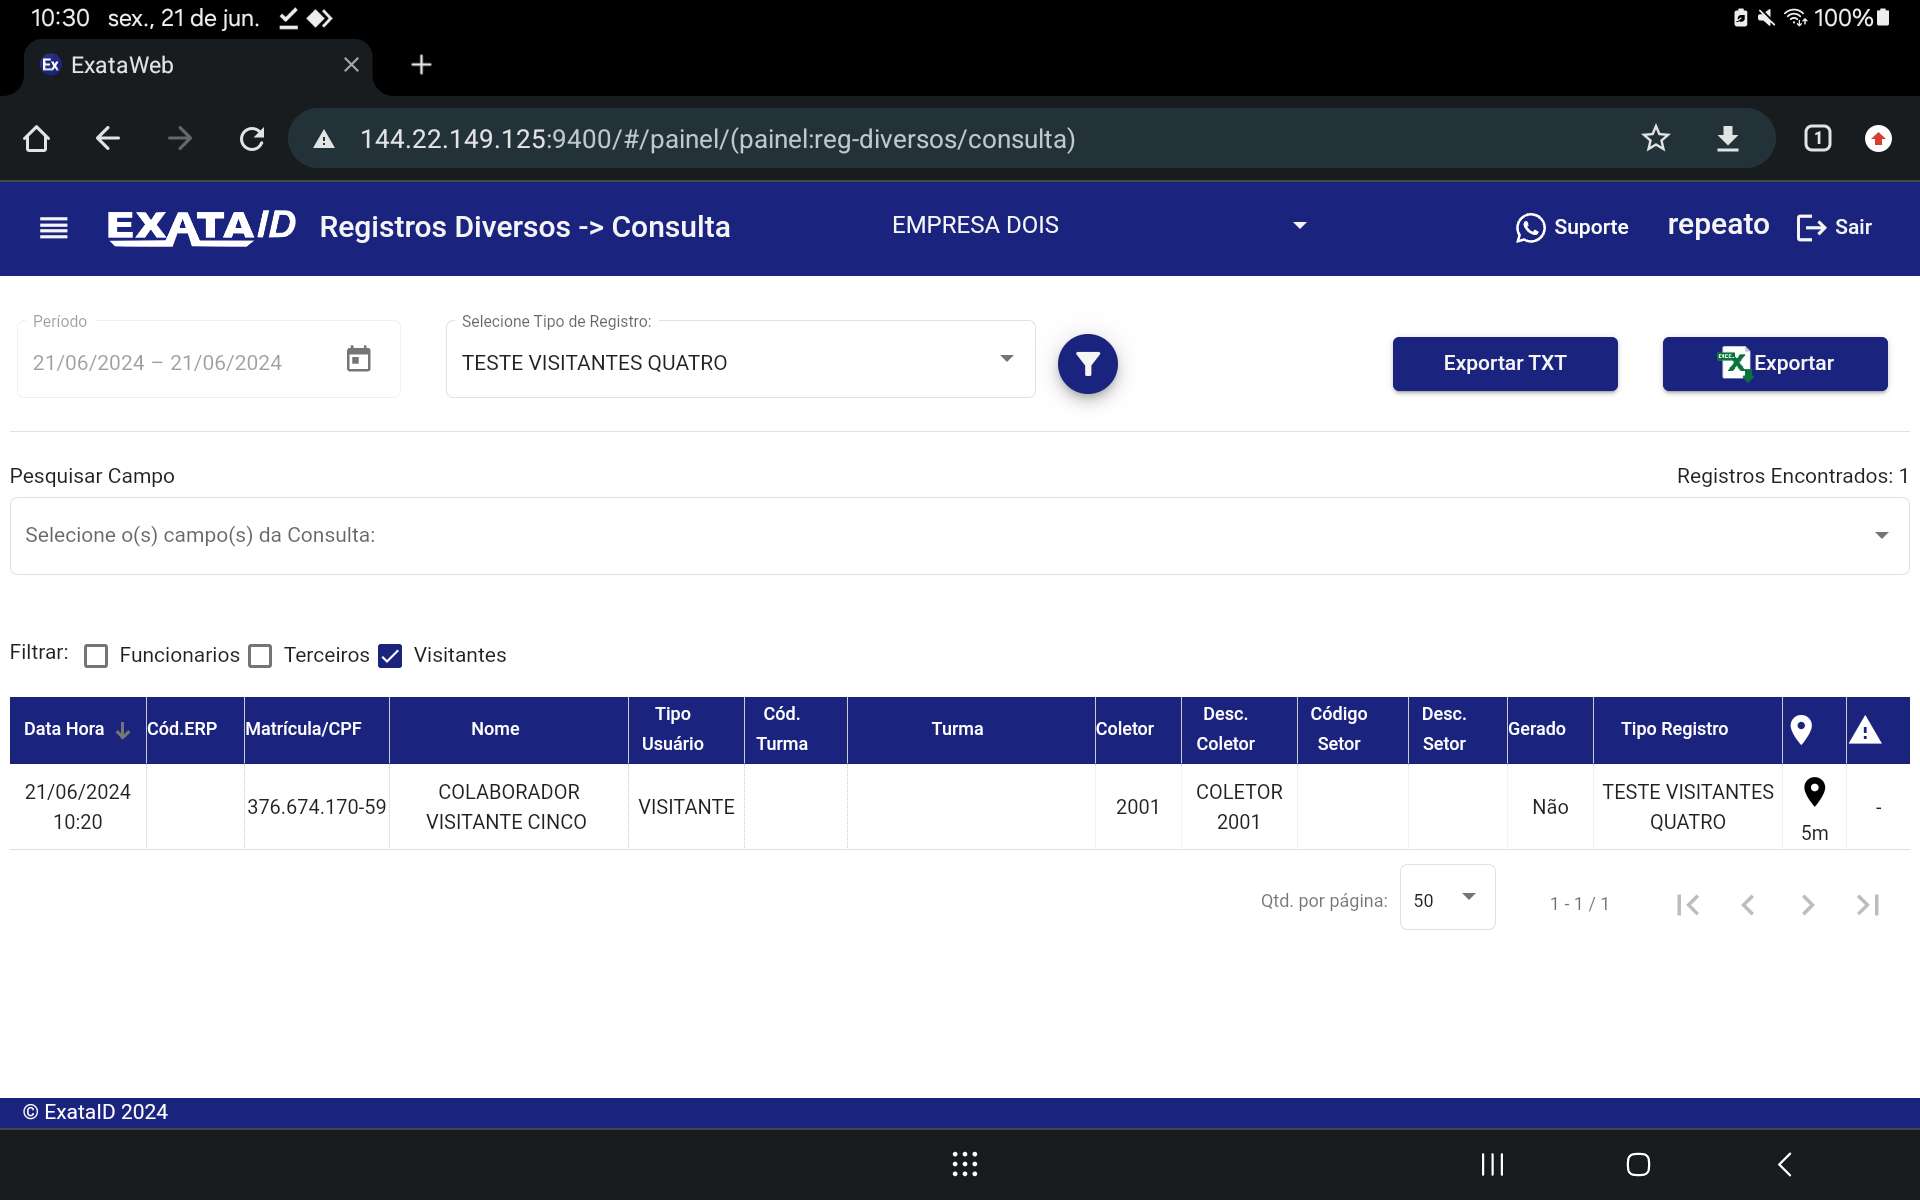 10:30 sex., 21 de jun. 100%
Ex ExataWeb
144.22.149.125:9400/#/painel/(painel:reg-diversos/consulta) 1
EXATAID Registros Diversos -> Consulta EMPRESA DOIS Suporte repeato Sair
Período Selecione Tipo de Registro:
21/06/2024 – 21/06/2024 TESTE VISITANTES QUATRO Exportar TXT Exportar
Pesquisar Campo Registros Encontrados: 1
Selecione o(s) campo(s) da Consulta:
Filtrar: Funcionarios Terceiros Visitantes
Data Hora Cód.ERP Matrícula/CPF Nome Tipo Usuário Cód. Turma Turma Coletor Desc. Coletor Código Setor Desc. Setor Gerado Tipo Registro
21/06/2024 10:20 376.674.170-59 COLABORADOR VISITANTE CINCO VISITANTE 2001 COLETOR 2001 Não TESTE VISITANTES QUATRO 5m -
Qtd. por página: 50 1 - 1 / 1
© ExataID 2024